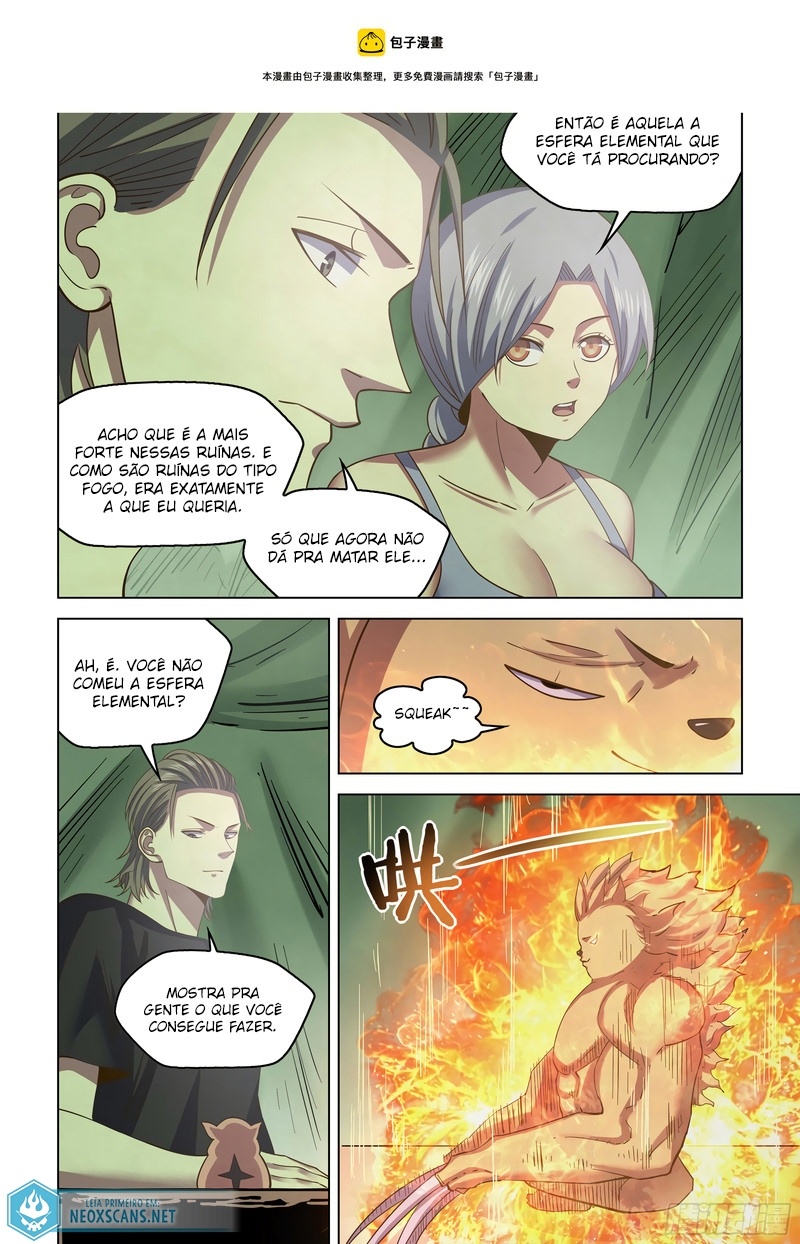 包子漫畫
本漫畫由包子漫畫收集整理，更多免費漫畫請搜索「包子漫畫」
ENTÃO É AQUELA A
ESFERA ELEMENTAL QUE
VOCÊ TÁ PROCURANDO?
ACHO QUE É A MAIS
FORTE NESSAS RUÍNAS. E
COMO SÃO RUÍNAS DO TIPO
FOGO, ERA EXATAMENTE
A QUE EU QUERIA.
SÓ QUE AGORA NÃO
DÁ PRA MATAR ELE...
AH, É. VOCÊ NÃO
COMEU A ESFERA
ELEMENTAL?
SQUEAK~~
哄
MOSTRA PRA
GENTE O QUE VOCÊ
CONSEGUE FAZER.
LEIA PRIMEIRO EM:
NEOXSCANS.NET